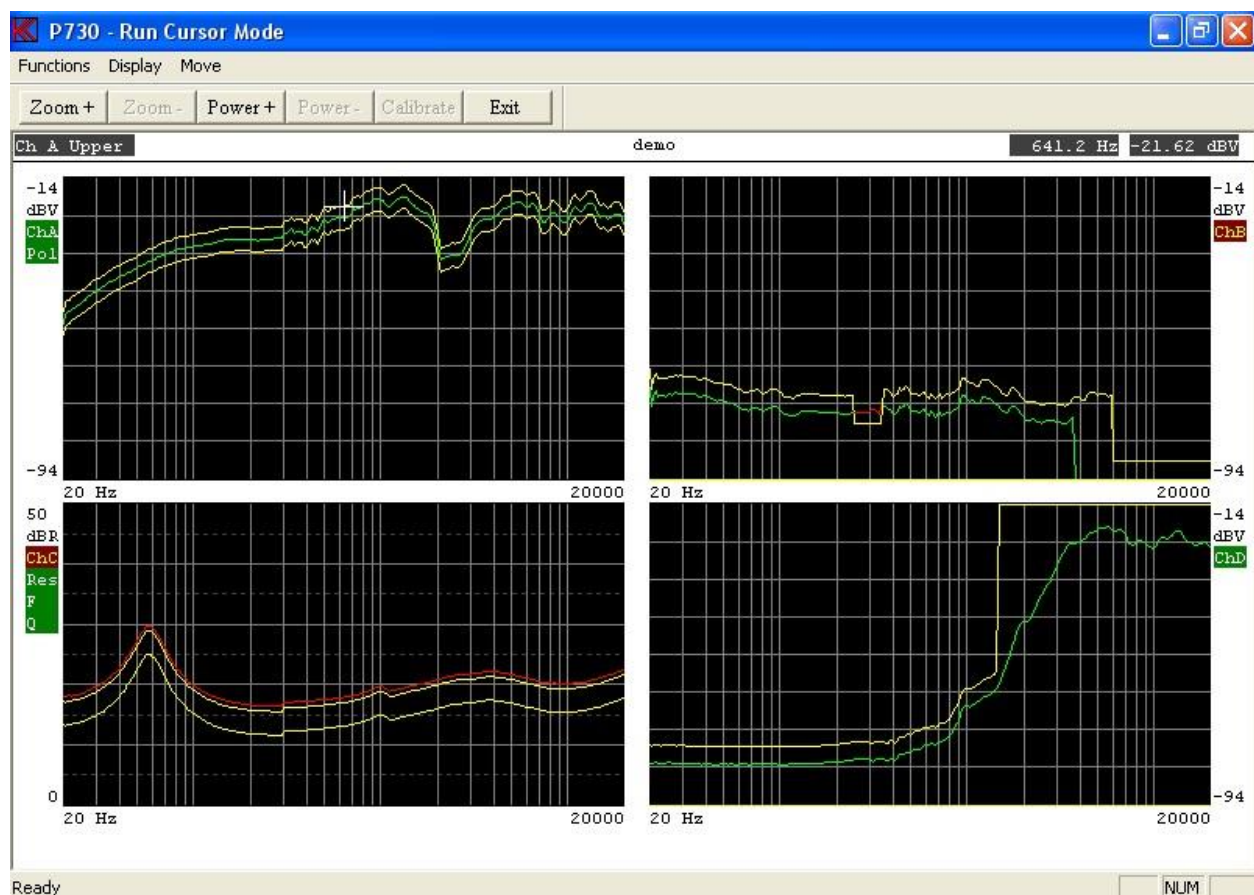 P730 - Run Cursor Mode
Functions Display Move
Zoom + Zoom - Power + Power - Calibrate Exit
Ch A Upper demo 641.2 Hz -21.62 dBV
-14
dBV
ChA
Pol
-94
20 Hz 20000
-14
dBV
ChB
-94
20 Hz 20000
50
dBR
ChC
Res
F
Q
0
20 Hz 20000
-14
dBV
ChD
-94
20 Hz 20000
Ready NUM